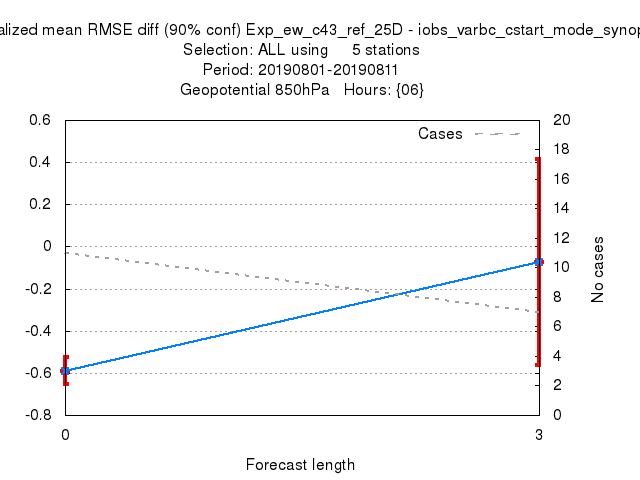 alized mean RMSE diff (90% conf) Exp_ew_c43_ref_25D - iobs_varbc_cstart_mode_synop
Selection: ALL using 5 stations
Period: 20190801-20190811
Geopotential 850hPa Hours: {06}
Cases
0.6
0.4
0.2
0
-0.2
-0.4
-0.6
-0.8
20
18
16
14
12
10
8
6
4
2
0
No cases
0 3
Forecast length